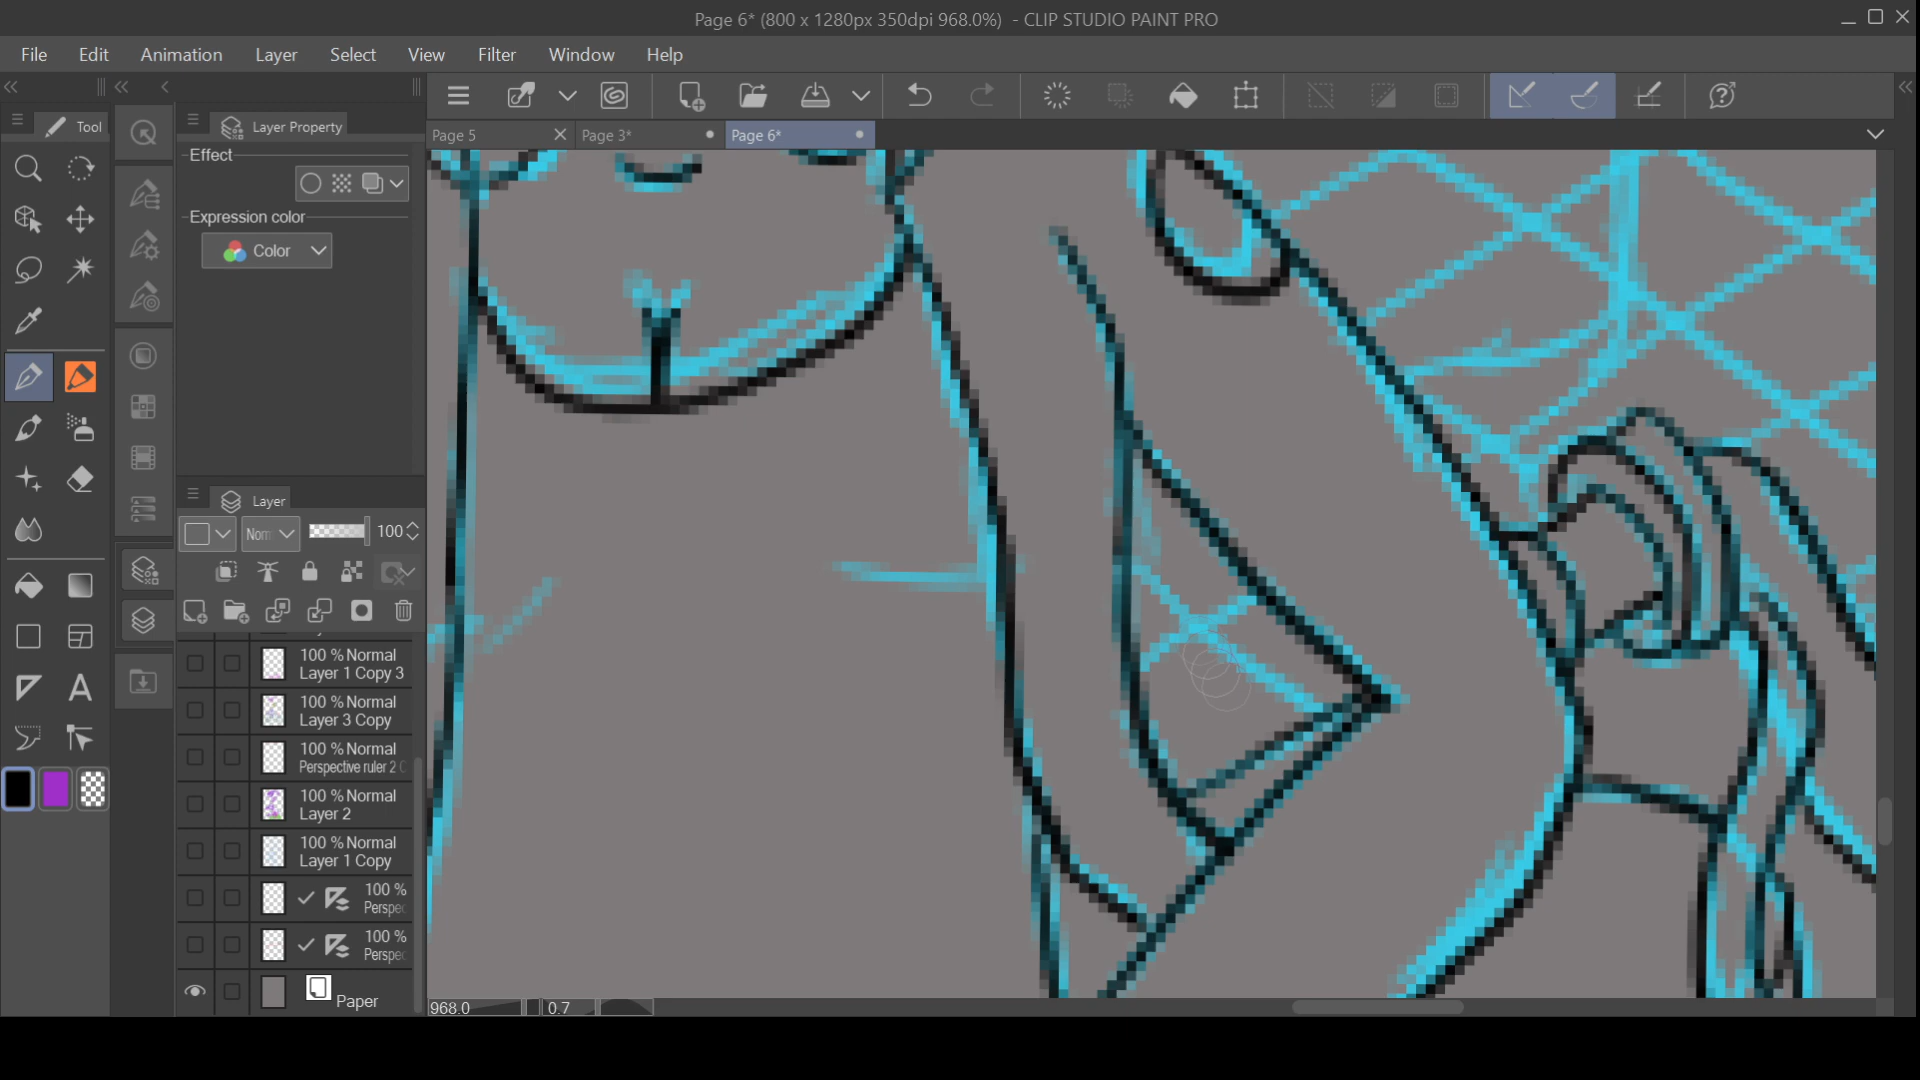 Page 6* (800 x 1280px 350dpi 968.0%) - CLIP STUDIO PAINT PRO
File Edit Animation Layer Select View Filter Window Help
Page 5 Page 3* Page 6*
Tool
Layer Property
Effect
Expression color
Color
Layer
Norm 100
100 % Normal
Layer 1 Copy 3
100 % Normal
Layer 3 Copy
100 % Normal
Perspective ruler 2 C
100 % Normal
Layer 2
100 % Normal
Layer 1 Copy
100 %
Perspec
100 %
Perspec
Paper
968.0 0.7